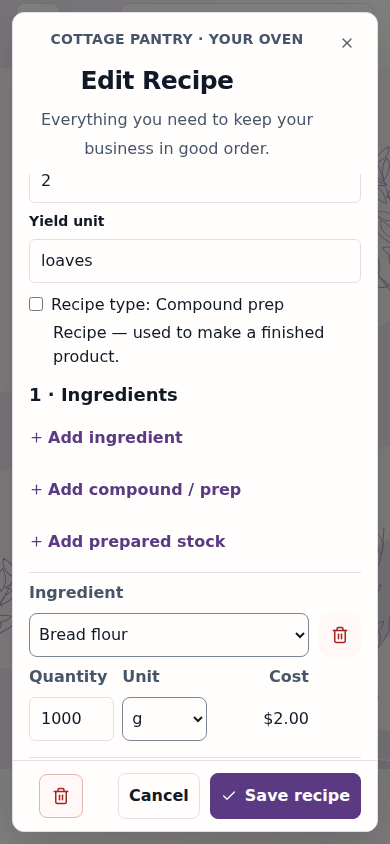 COTTAGE PANTRY · YOUR OVEN
×
Edit Recipe
Everything you need to keep your
business in good order.
2
Yield unit
loaves
Recipe type: Compound prep
Recipe — used to make a finished
product.
1 · Ingredients
+ Add ingredient
+ Add compound / prep
+ Add prepared stock
Ingredient
Bread flour
Quantity Unit Cost
1000 g $2.00
Cancel ✓ Save recipe